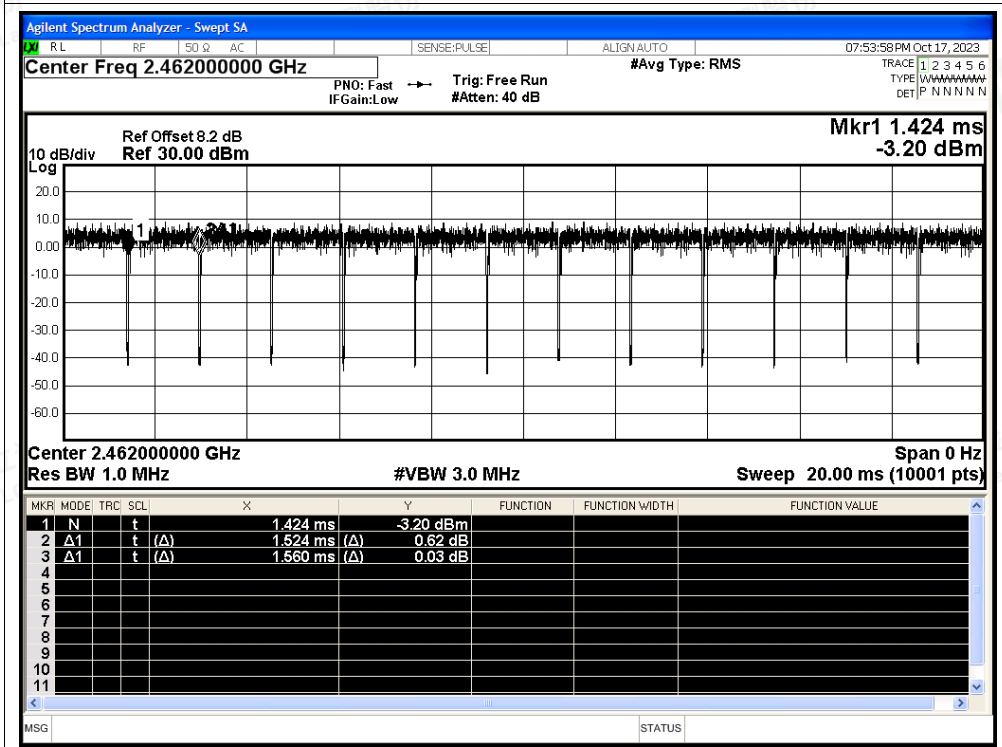 Agilent Spectrum Analyzer - Swept SA
LXI RL RF 50 Ω AC SENSE:PULSE ALIGN AUTO 07:53:58 PM Oct 17, 2023
Center Freq 2.462000000 GHz #Avg Type: RMS TRACE 1 2 3 4 5 6
PNO: Fast Trig: Free Run TYPE
IFGain:Low #Atten: 40 dB DET P N N N N N
Mkr1 1.424 ms
Ref Offset 8.2 dB
10 dB/div Ref 30.00 dBm -3.20 dBm
Log
20.0
10.0
1
0.00
-10.0
-20.0
-30.0
-40.0
-50.0
-60.0
Center 2.462000000 GHz Span 0 Hz
Res BW 1.0 MHz #VBW 3.0 MHz Sweep 20.00 ms (10001 pts)
MKR MODE TRC SCL X Y FUNCTION FUNCTION WIDTH FUNCTION VALUE
1 N t 1.424 ms -3.20 dBm
2 Δ1 t (Δ) 1.524 ms (Δ) 0.62 dB
3 Δ1 t (Δ) 1.560 ms (Δ) 0.03 dB
4
5
6
7
8
9
10
11
MSG STATUS